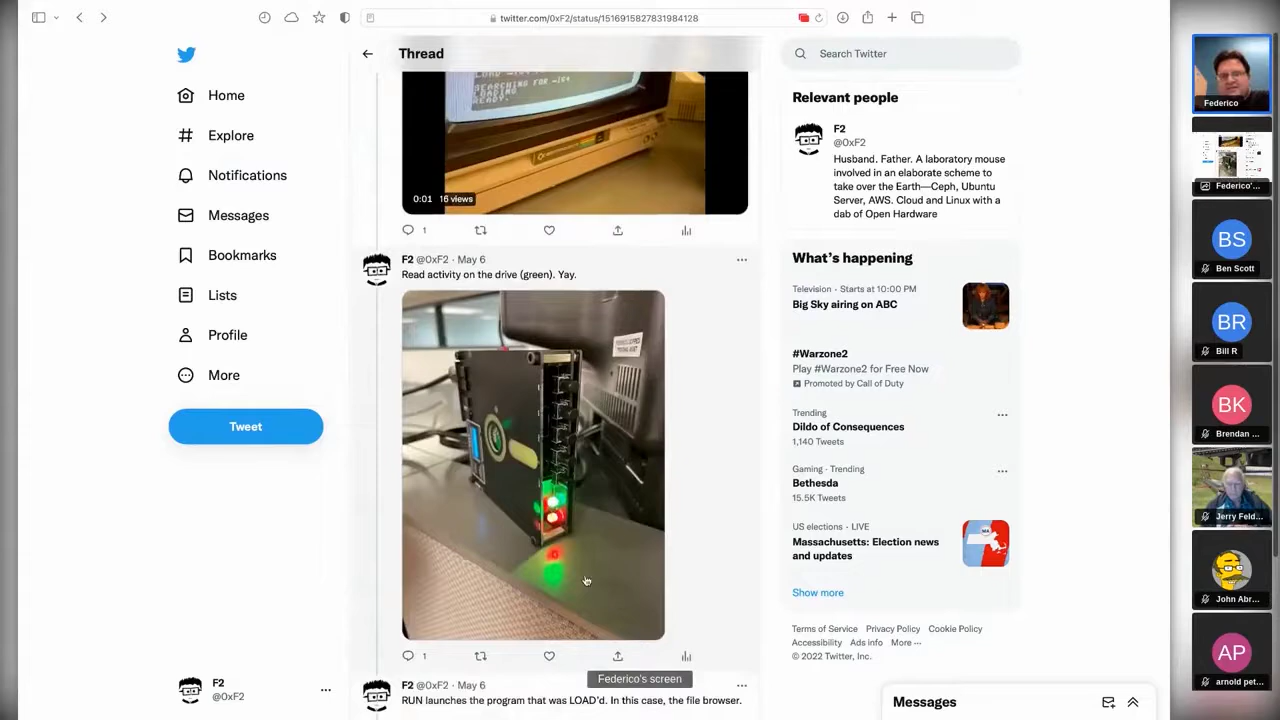 twitter.com/0xF2/status/1516915827831984128
Thread
Search Twitter
Home
Explore
Notifications
Messages
Bookmarks
Lists
Profile
More
Tweet
F2
@0xF2
SEARCHING FOR
LOADING
READY.
0:01 16 views
1
F2 @0xF2 · May 6
Read activity on the drive (green). Yay.
1
F2 @0xF2 · May 6
RUN launches the program that was LOAD'd. In this case, the file browser.
Federico's screen
Relevant people
F2
@0xF2
Husband. Father. A laboratory mouse
involved in an elaborate scheme to
take over the Earth—Ceph, Ubuntu
Server, AWS. Cloud and Linux with a
dab of Open Hardware
What's happening
Television · Starts at 10:00 PM
Big Sky airing on ABC
#Warzone2
Play #Warzone2 for Free Now
Promoted by Call of Duty
Trending
Dildo of Consequences
1,140 Tweets
Gaming · Trending
Bethesda
15.5K Tweets
US elections · LIVE
Massachusetts: Election news
and updates
Show more
Terms of Service Privacy Policy Cookie Policy
Accessibility Ads info More ···
© 2022 Twitter, Inc.
Messages
Federico
Federico'...
BS
Ben Scott
BR
Bill R
BK
Brendan ...
Jerry Feld...
John Abr...
AP
arnold pet...